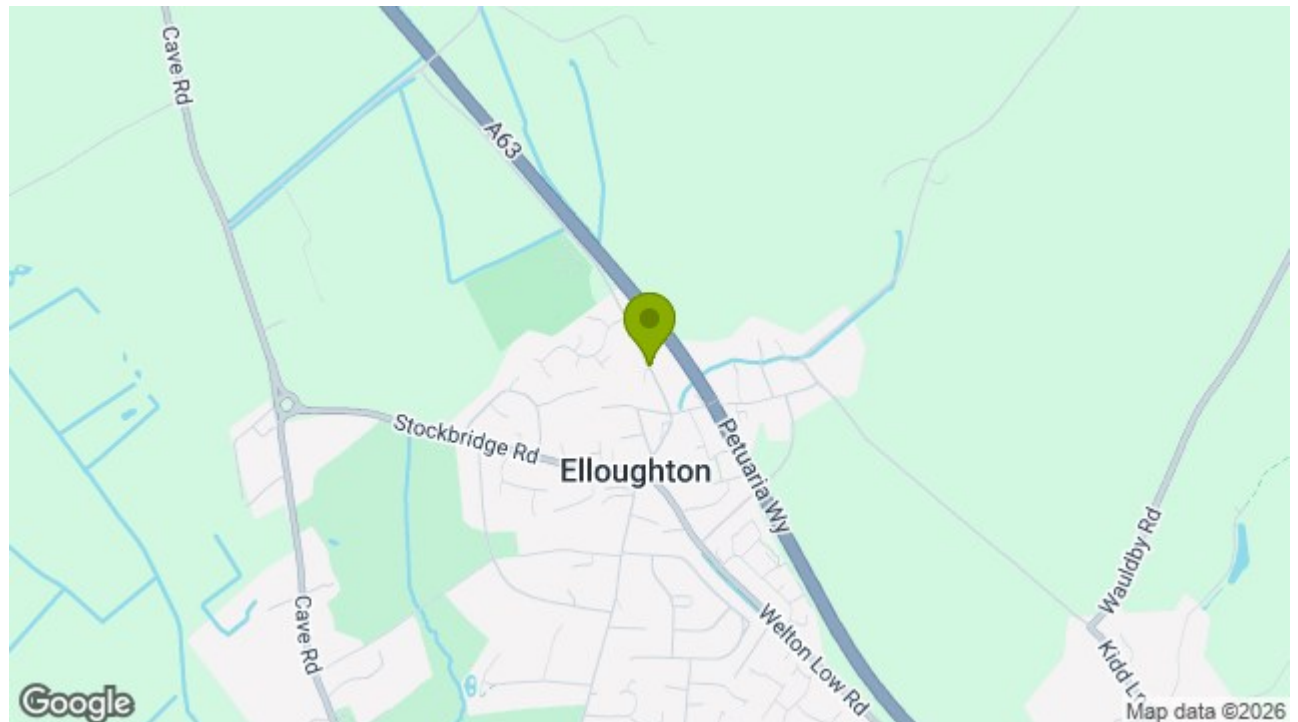 Cave Rd
A63
Stockbridge Rd
Elloughton
Petuaria Wy
Wauldby Rd
Cave Rd
Welton Low Rd
Kidd
Google
Map data ©2026